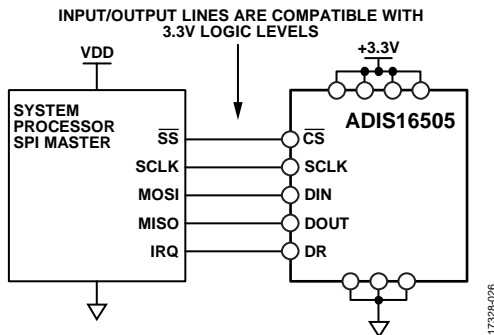 INPUT/OUTPUT LINES ARE COMPATIBLE WITH
3.3V LOGIC LEVELS
VDD
+3.3V
SYSTEM
PROCESSOR
SPI MASTER
ADIS16505
SS
CS
SCLK
SCLK
MOSI
DIN
MISO
DOUT
IRQ
DR
17328-026